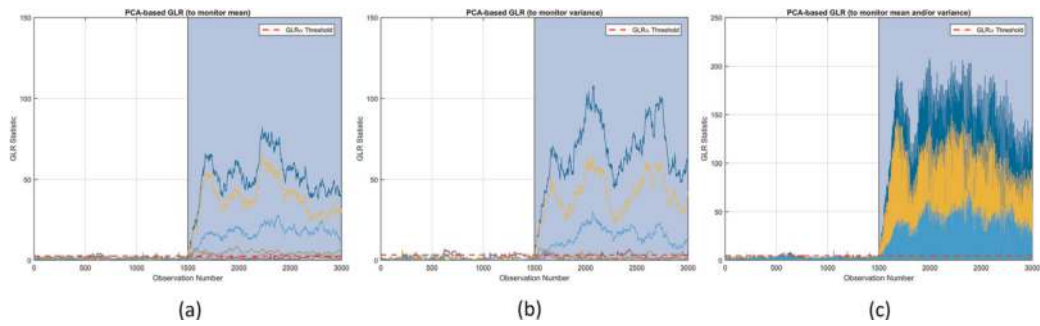 PCA-based GLR (to monitor mean)
GLRα Threshold
GLR Statistic
150
100
50
0
0 500 1000 1500 2000 2500 3000
Observation Number
(a)
PCA-based GLR (to monitor variance)
GLRα Threshold
GLR Statistic
150
100
50
0
0 500 1000 1500 2000 2500 3000
Observation Number
(b)
PCA-based GLR (to monitor mean and/or variance)
GLRα Threshold
GLR Statistic
250
200
150
100
50
0
0 500 1000 1500 2000 2500 3000
Observation Number
(c)